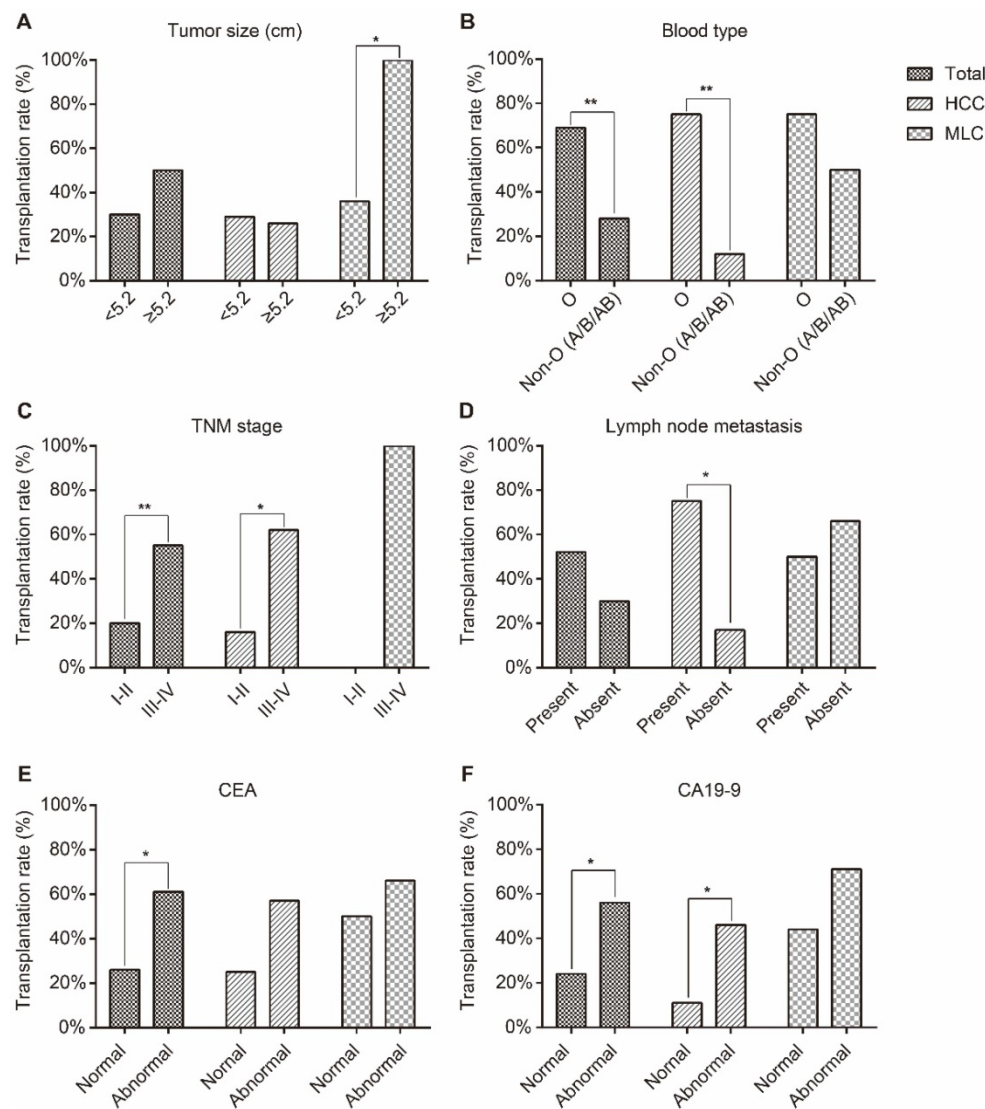 A
Tumor size (cm)
Transplantation rate (%)
100%
80%
60%
40%
20%
0%
*
<5.2
≥5.2
<5.2
≥5.2
<5.2
≥5.2
B
Blood type
Transplantation rate (%)
100%
80%
60%
40%
20%
0%
**
**
O
Non-O (A/B/AB)
O
Non-O (A/B/AB)
O
Non-O (A/B/AB)
Total
HCC
MLC
C
TNM stage
Transplantation rate (%)
100%
80%
60%
40%
20%
0%
**
*
I-II
III-IV
I-II
III-IV
I-II
III-IV
D
Lymph node metastasis
Transplantation rate (%)
100%
80%
60%
40%
20%
0%
*
Present
Absent
Present
Absent
Present
Absent
E
CEA
Transplantation rate (%)
100%
80%
60%
40%
20%
0%
*
Normal
Abnormal
Normal
Abnormal
Normal
Abnormal
F
CA19-9
Transplantation rate (%)
100%
80%
60%
40%
20%
0%
*
*
Normal
Abnormal
Normal
Abnormal
Normal
Abnormal